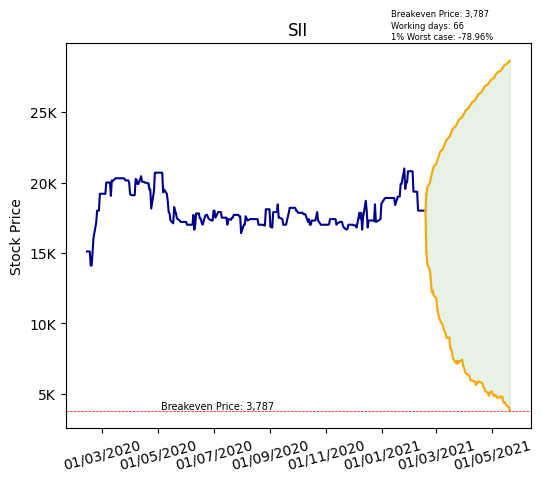 Breakeven Price: 3,787
Working days: 66
1% Worst case: -78.96%
SII
Stock Price
25K
20K
15K
10K
5K
Breakeven Price: 3,787
01/03/2020
01/05/2020
01/07/2020
01/09/2020
01/11/2020
01/01/2021
01/03/2021
01/05/2021